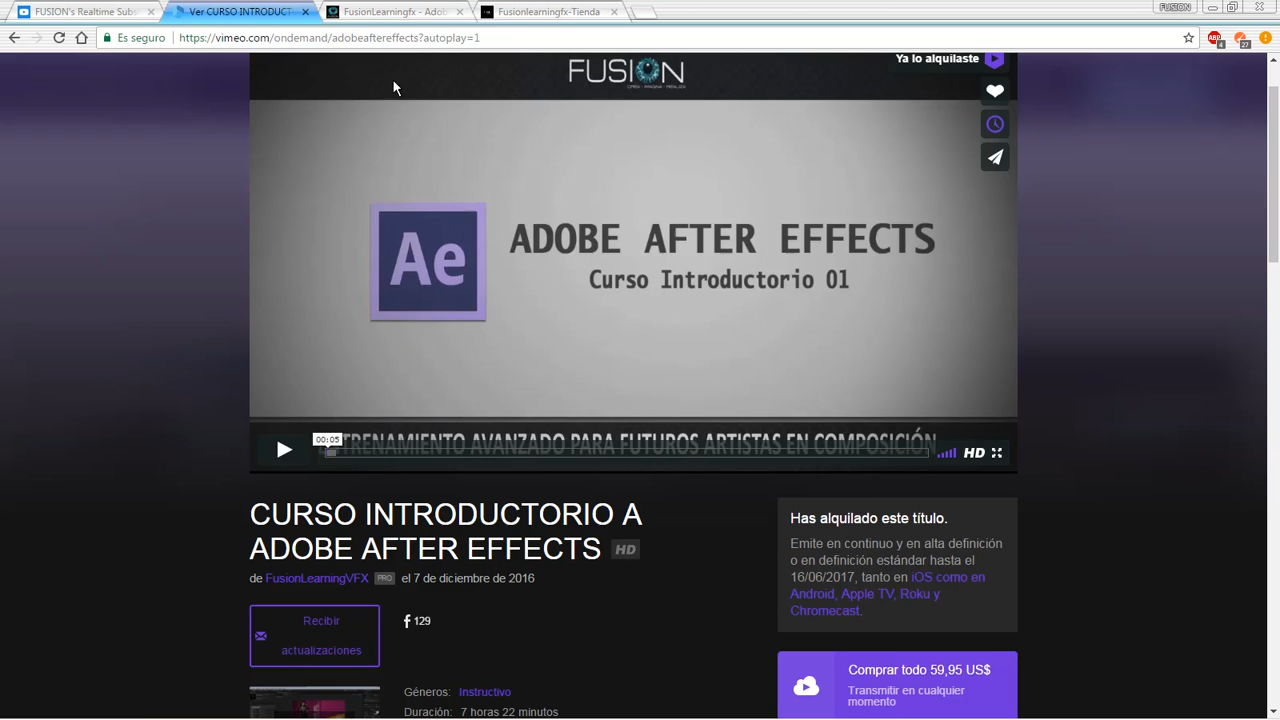 FUSION's Realtime Subs
Ver CURSO INTRODUCT
FusionLearningfx - Adob
Fusionlearningfx-Tienda
FUSION
Es seguro
https://vimeo.com/ondemand/adobeaftereffects?autoplay=1
4
27
FUSION
Ya lo alquilaste
Ae
ADOBE AFTER EFFECTS
Curso Introductorio 01
00:05
TRENAMIENTO AVANZADO PARA FUTUROS ARTISTAS EN COMPOSICIÓN
HD
CURSO INTRODUCTORIO A
ADOBE AFTER EFFECTS HD
de FusionLearningVFX PRO el 7 de diciembre de 2016
Has alquilado este título.
Emite en continuo y en alta definición
o en definición estándar hasta el
16/06/2017, tanto en iOS como en
Android, Apple TV, Roku y
Chromecast.
Recibir
actualizaciones
129
Comprar todo 59,95 US$
Transmitir en cualquier
momento
Géneros: Instructivo
Duración: 7 horas 22 minutos